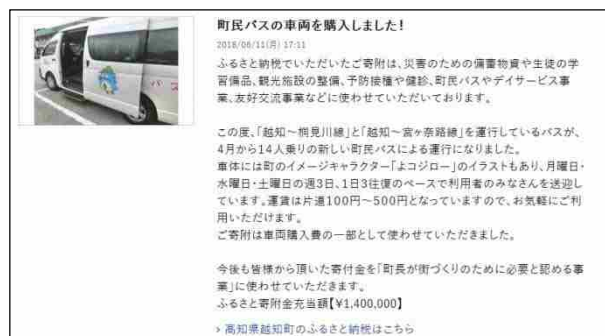 町民バスの車両を購入しました!
2018/06/11(月) 17:11
ふるさと納税でいただいたご寄附は、災害のための備蓄物資や生徒の学
習備品、観光施設の整備、予防接種や健診、町民バスやデイサービス事
業、友好交流事業などに使わせていただいております。
この度、「越知~桐見川線」と「越知~宮ヶ奈路線」を運行しているバスが、
4月から14人乗りの新しい町民バスによる運行になりました。
車体には町のイメージキャラクター「よコジロー」のイラストもあり、月曜日・
水曜日・土曜日の週3日、1日3往復のペースで利用者のみなさんを送迎し
ています。運賃は片道100円~500円となっていますので、お気軽にご利
用いただけます。
ご寄附は車両購入費の一部として使わせていただきました。
今後も皆様から頂いた寄付金を「町長が街づくりのために必要と認める事
業」に使わせていただきます。
ふるさと寄附金充当額【¥1,400,000】
› 高知県越知町のふるさと納税はこちら
バス